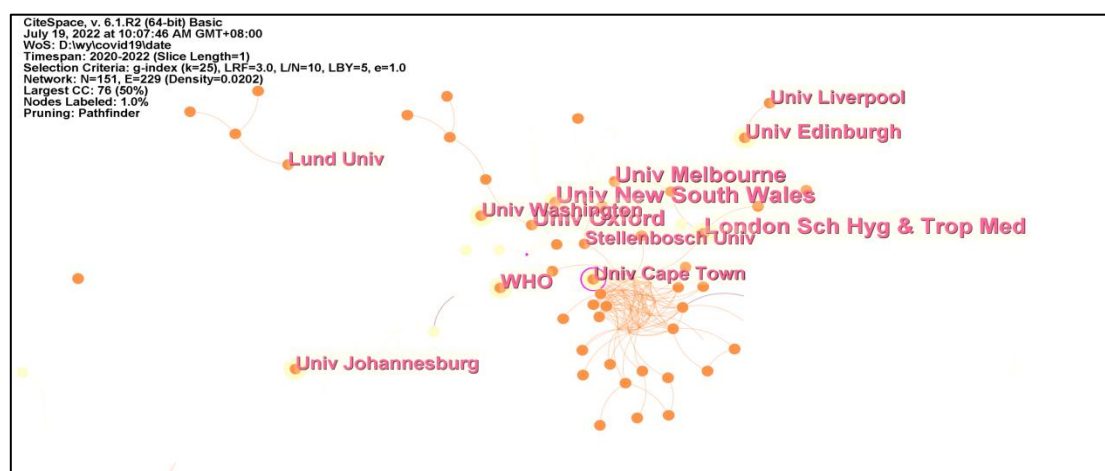 CiteSpace, v. 6.1.R2 (64-bit) Basic
July 19, 2022 at 10:07:46 AM GMT+08:00
WoS: D:\wy\covid19\date
Timespan: 2020-2022 (Slice Length=1)
Selection Criteria: g-index (k=25), LRF=3.0, L/N=10, LBY=5, e=1.0
Network: N=151, E=229 (Density=0.0202)
Largest CC: 76 (50%)
Nodes Labeled: 1.0%
Pruning: Pathfinder
Univ Liverpool
Univ Edinburgh
Lund Univ
Univ Melbourne
Univ New South Wales
Univ Washington
Univ Oxford
London Sch Hyg & Trop Med
Stellenbosch Univ
WHO
Univ Cape Town
Univ Johannesburg